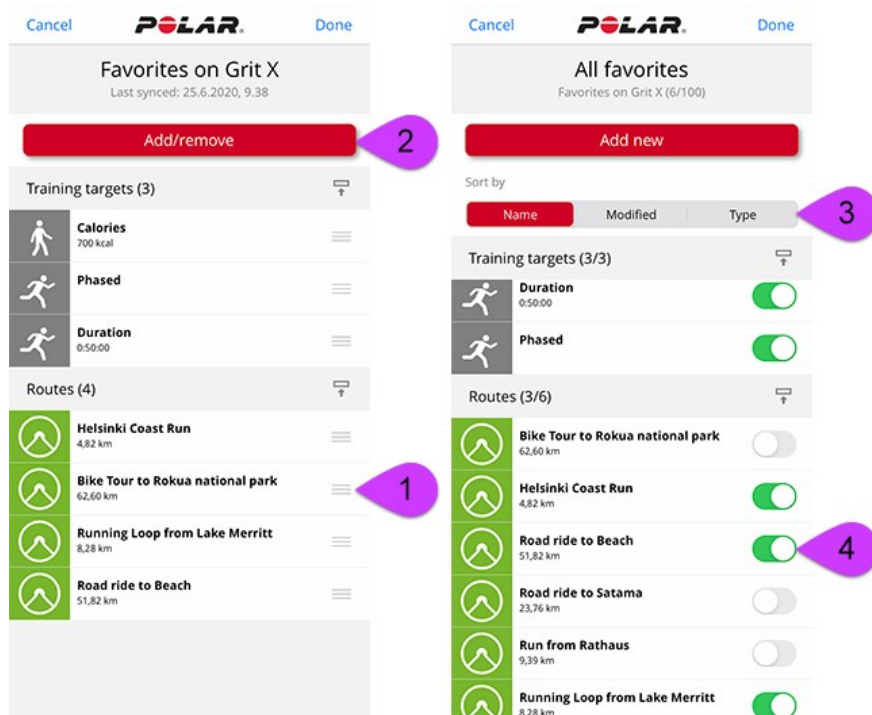 Cancel
POLAR.
Done
Favorites on Grit X
Last synced: 25.6.2020, 9.38
Add/remove
2
Training targets (3)
Calories
700 kcal
Phased
Duration
0:50:00
Routes (4)
Helsinki Coast Run
4,82 km
Bike Tour to Rokua national park
62,60 km
1
Running Loop from Lake Merritt
8,28 km
Road ride to Beach
51,82 km
Cancel
POLAR.
Done
All favorites
Favorites on Grit X (6/100)
Add new
Sort by
Name Modified Type
3
Training targets (3/3)
Duration
0:50:00
Phased
Routes (3/6)
Bike Tour to Rokua national park
62,60 km
Helsinki Coast Run
4,82 km
Road ride to Beach
51,82 km
4
Road ride to Satama
23,76 km
Run from Rathaus
9,39 km
Running Loop from Lake Merritt
8,28 km